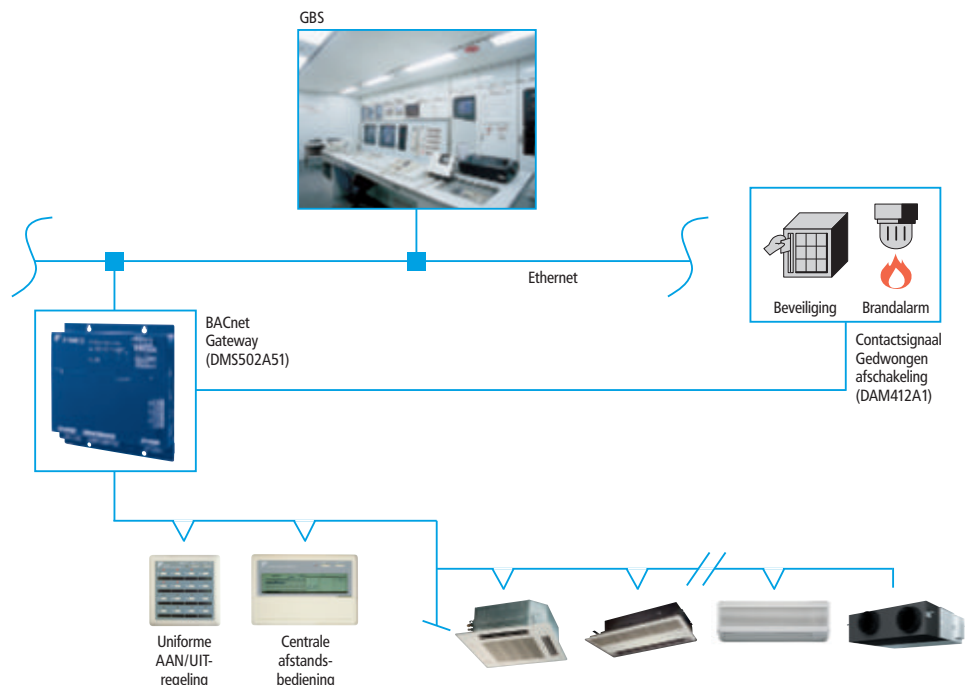 GBS
Ethernet
Beveiliging
Brandalarm
BACnet
Gateway
(DMS502A51)
Contactsignaal
Gedwongen
afschakeling
(DAM412A1)
Uniforme
AAN/UIT-
regeling
Centrale
afstands-
bediening